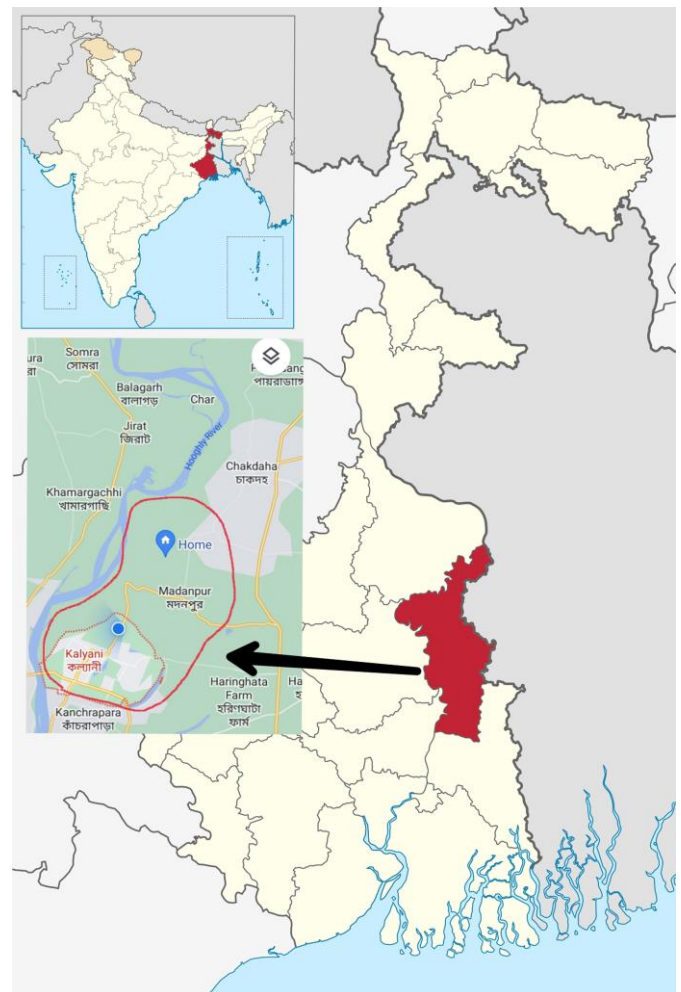 Somra
সোমরা
Balagarh
বালাগড়
Char
Jirat
জিরাট
Hooghly River
Chakdaha
চাকদহ
Khamargachhi
খামারগাছি
Home
Madanpur
মদনপুর
Kalyani
কল্যানী
Haringhata
Farm
হরিণঘাটা
ফার্ম
Kanchrapara
কাঁচরাপাড়া